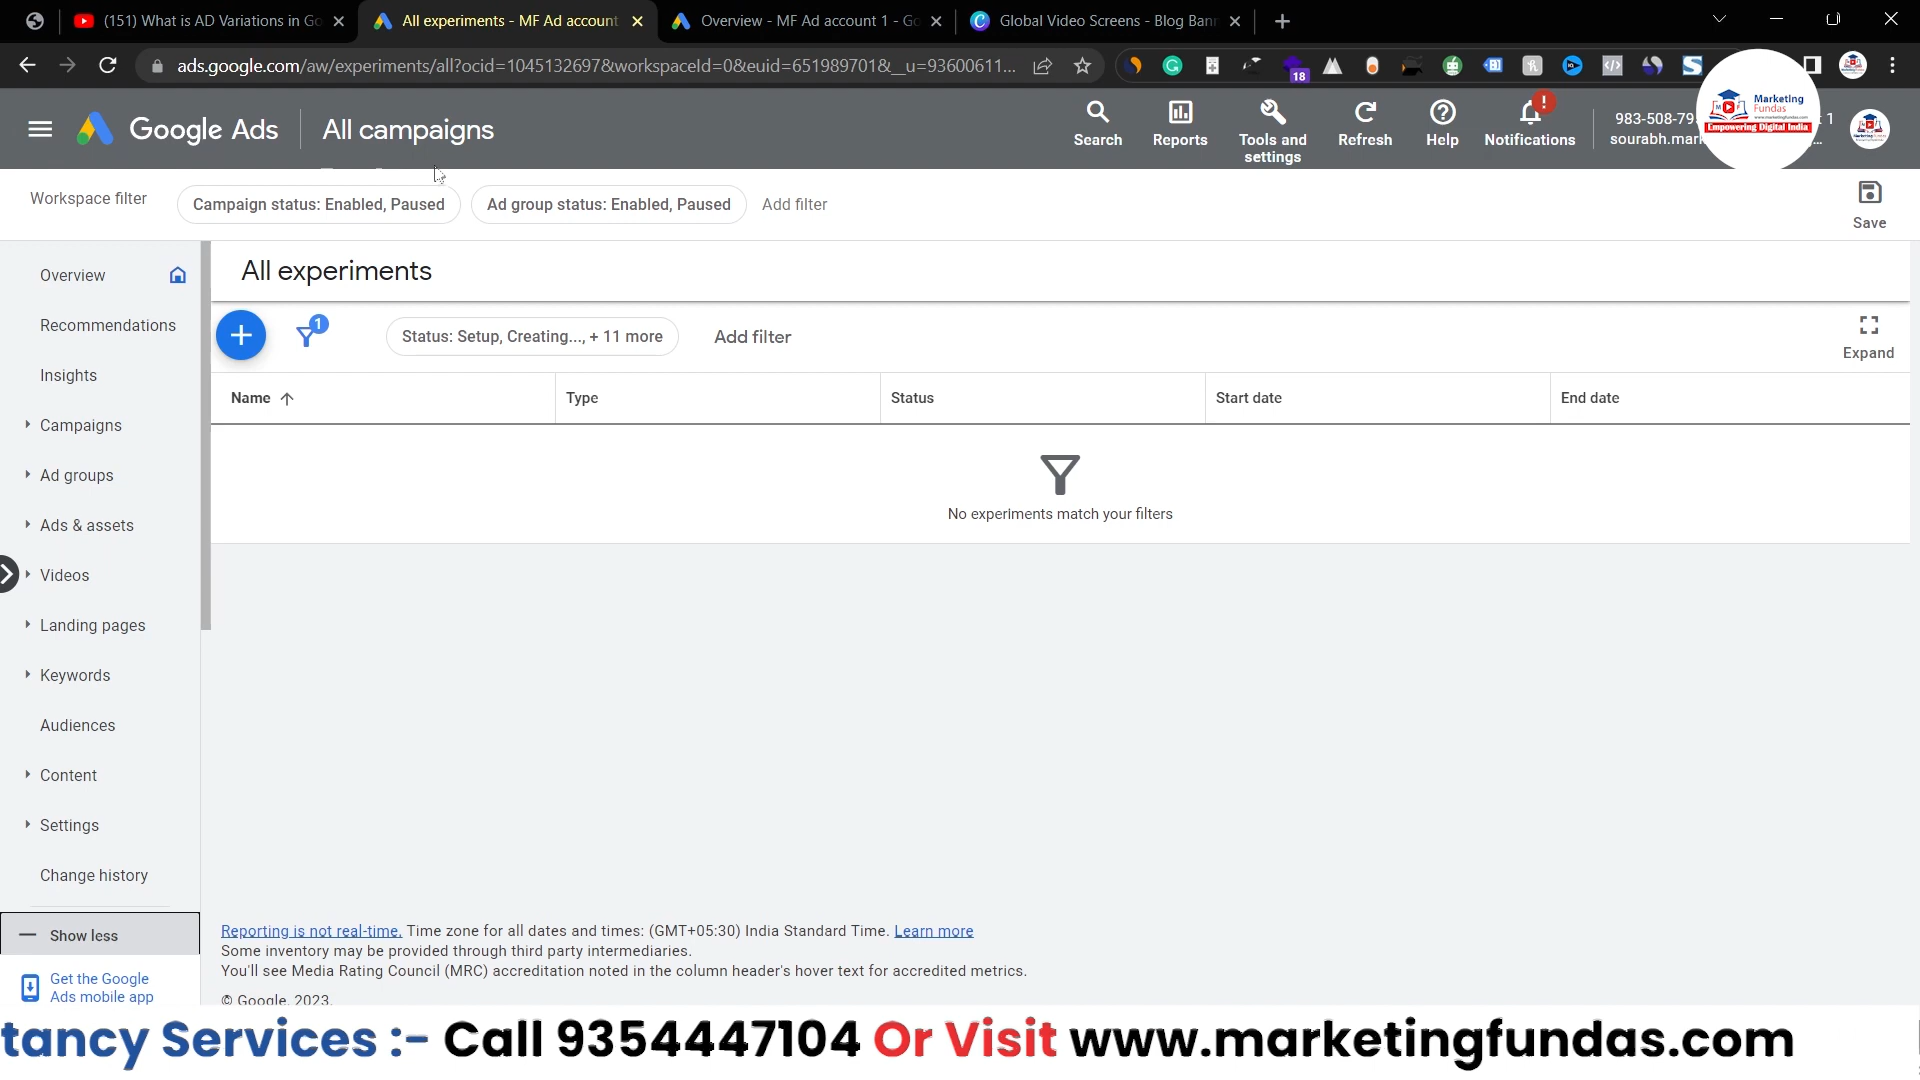 (151) What is AD Variations in Go
All experiments - MF Ad account
Overview - MF Ad account 1 - Go
Global Video Screens - Blog Bann
ads.google.com/aw/experiments/all?ocid=1045132697&workspaceId=0&euid=651989701&__u=93600611...
18
Google Ads
All campaigns
Search
Reports
Tools and
settings
Refresh
Help
!
Notifications
983-508-79
1
sourabh.mar
...
Marketing
Fundas
Empowering Digital India
Workspace filter
Campaign status: Enabled, Paused
Ad group status: Enabled, Paused
Add filter
Save
Overview
Recommendations
Insights
Campaigns
Ad groups
Ads & assets
Videos
Landing pages
Keywords
Audiences
Content
Settings
Change history
Show less
Get the Google
Ads mobile app
All experiments
1
Status: Setup, Creating..., + 11 more
Add filter
Expand
Name
Type
Status
Start date
End date
No experiments match your filters
Reporting is not real-time. Time zone for all dates and times: (GMT+05:30) India Standard Time. Learn more
Some inventory may be provided through third party intermediaries.
You'll see Media Rating Council (MRC) accreditation noted in the column header's hover text for accredited metrics.
© Google, 2023.
tancy Services :- Call 9354447104 Or Visit www.marketingfundas.com